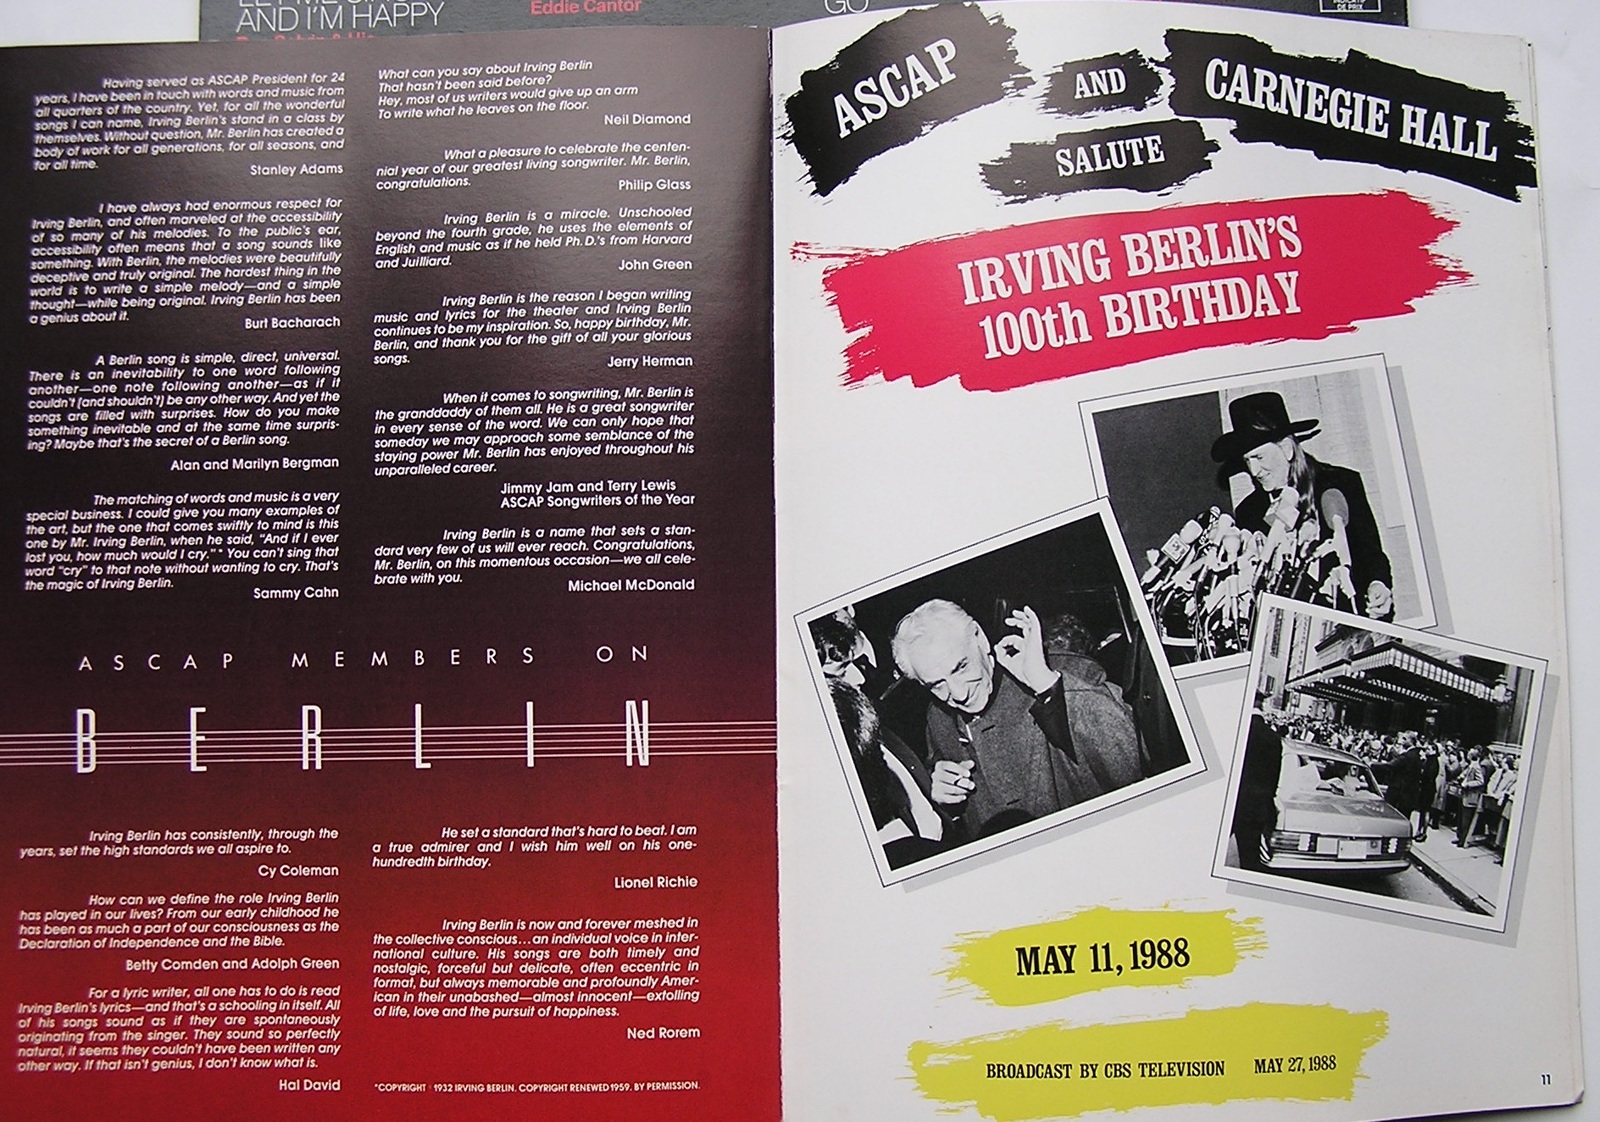 AND I'M HAPPY
Eddie Cantor
GO
Having served as ASCAP President for 24
years, I have been in touch with words and music from
all quarters of the country. Yet, for all the wonderful
songs I can name, Irving Berlin's stand in a class by
themselves. Without question, Mr. Berlin has created a
body of work for all generations, for all seasons, and
for all time.
Stanley Adams
I have always had enormous respect for
Irving Berlin, and often marveled at the accessibility
of so many of his melodies. To the public's ear,
accessibility often means that a song sounds like
something. With Berlin, the melodies were beautifully
deceptive and truly original. The hardest thing in the
world is to write a simple melody—and a simple
thought—while being original. Irving Berlin has been
a genius about it.
Burt Bacharach
A Berlin song is simple, direct, universal.
There is an inevitability to one word following
another—one note following another—as if it
couldn't (and shouldn't) be any other way. And yet the
songs are filled with surprises. How do you make
something inevitable and at the same time surpris-
ing? Maybe that's the secret of a Berlin song.
Alan and Marilyn Bergman
The matching of words and music is a very
special business. I could give you many examples of
the art, but the one that comes swiftly to mind is this
one by Mr. Irving Berlin, when he said, "And if I ever
lost you, how much would I cry."* You can't sing that
word "cry" to that note without wanting to cry. That's
the magic of Irving Berlin.
Sammy Cahn
What can you say about Irving Berlin
That hasn't been said before?
Hey, most of us writers would give up an arm
To write what he leaves on the floor.
Neil Diamond
What a pleasure to celebrate the centen-
nial year of our greatest living songwriter. Mr. Berlin,
congratulations.
Philip Glass
Irving Berlin is a miracle. Unschooled
beyond the fourth grade, he uses the elements of
English and music as if he held Ph.D.'s from Harvard
and Juilliard.
John Green
Irving Berlin is the reason I began writing
music and lyrics for the theater and Irving Berlin
continues to be my inspiration. So, happy birthday, Mr.
Berlin, and thank you for the gift of all your glorious
songs.
Jerry Herman
When it comes to songwriting, Mr. Berlin is
the granddaddy of them all. He is a great songwriter
in every sense of the word. We can only hope that
someday we may approach some semblance of the
staying power Mr. Berlin has enjoyed throughout his
unparalleled career.
Jimmy Jam and Terry Lewis
ASCAP Songwriters of the Year
Irving Berlin is a name that sets a stan-
dard very few of us will ever reach. Congratulations,
Mr. Berlin, on this momentous occasion—we all cele-
brate with you.
Michael McDonald
ASCAP MEMBERS ON
BERLIN
Irving Berlin has consistently, through the
years, set the high standards we all aspire to.
Cy Coleman
How can we define the role Irving Berlin
has played in our lives? From our early childhood he
has been as much a part of our consciousness as the
Declaration of Independence and the Bible.
Betty Comden and Adolph Green
For a lyric writer, all one has to do is read
Irving Berlin's lyrics—and that's a schooling in itself. All
of his songs sound as if they are spontaneously
originating from the singer. They sound so perfectly
natural, it seems they couldn't have been written any
other way. If that isn't genius, I don't know what is.
Hal David
He set a standard that's hard to beat. I am
a true admirer and I wish him well on his one-
hundredth birthday.
Lionel Richie
Irving Berlin is now and forever meshed in
the collective conscious...an individual voice in inter-
national culture. His songs are both timely and
nostalgic, forceful but delicate, often eccentric in
format, but always memorable and profoundly Amer-
ican in their unabashed—almost innocent—extolling
of life, love and the pursuit of happiness.
Ned Rorem
*COPYRIGHT 1932 IRVING BERLIN. COPYRIGHT RENEWED 1959. BY PERMISSION.
ASCAP AND CARNEGIE HALL
SALUTE
IRVING BERLIN'S
100th BIRTHDAY
MAY 11, 1988
BROADCAST BY CBS TELEVISION MAY 27, 1988
11